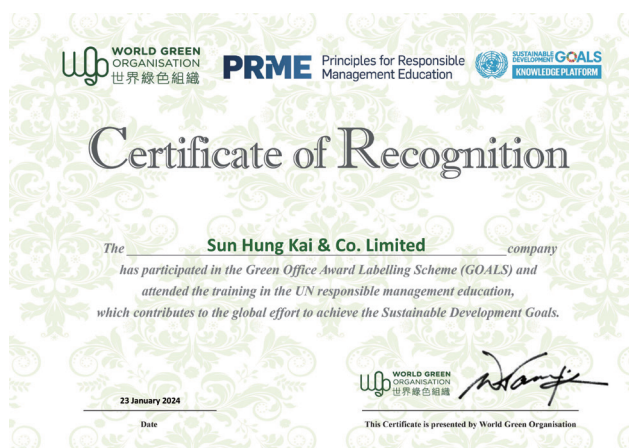 WORLD GREEN
ORGANISATION
世界綠色組織
PRME Principles for Responsible
Management Education
SUSTAINABLE
DEVELOPMENT GOALS
KNOWLEDGE PLATFORM
Certificate of Recognition
The Sun Hung Kai & Co. Limited company
has participated in the Green Office Award Labelling Scheme (GOALS) and
attended the training in the UN responsible management education,
which contributes to the global effort to achieve the Sustainable Development Goals.
WORLD GREEN
ORGANISATION
世界綠色組織
23 January 2024
Date
This Certificate is presented by World Green Organisation